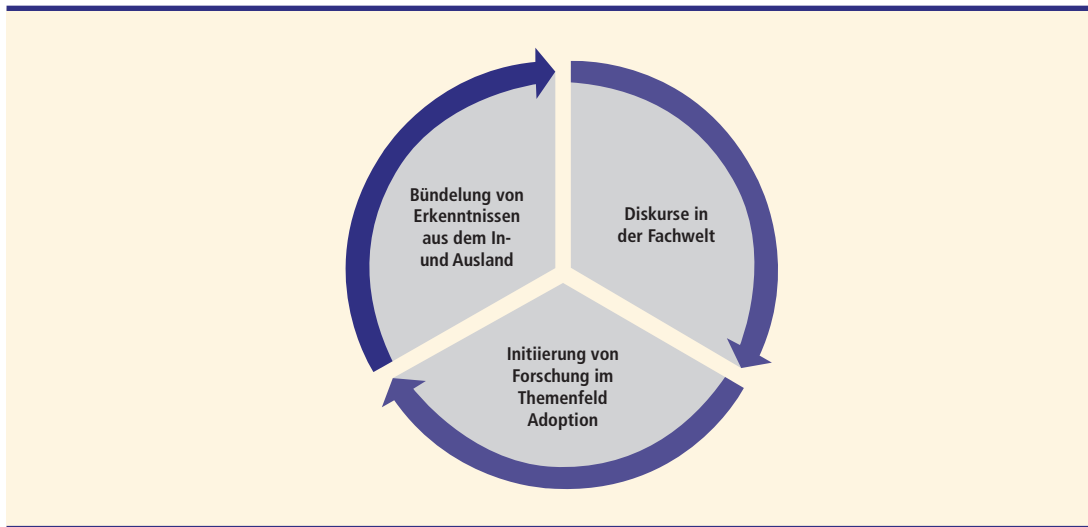 Bündelung von
Erkenntnissen
aus dem In-
und Ausland
Diskurse in
der Fachwelt
Initiierung von
Forschung im
Themenfeld
Adoption